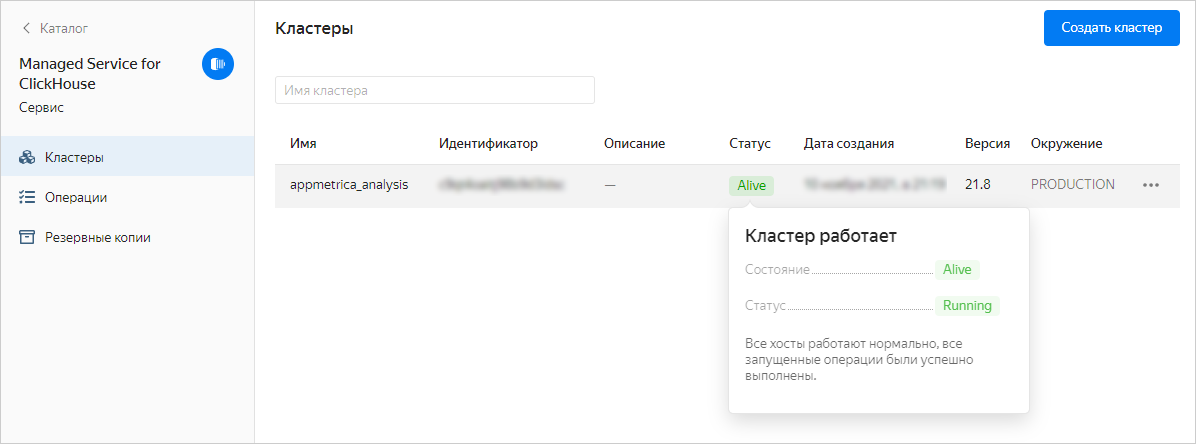 Каталог
Managed Service for
ClickHouse
Сервис
Кластеры
Операции
Резервные копии
Кластеры
Создать кластер
Имя кластера
Имя Идентификатор Описание Статус Дата создания Версия Окружение
appmetrica_analysis — Alive 21.8 PRODUCTION
Кластер работает
Состояние Alive
Статус Running
Все хосты работают нормально, все
запущенные операции были успешно
выполнены.